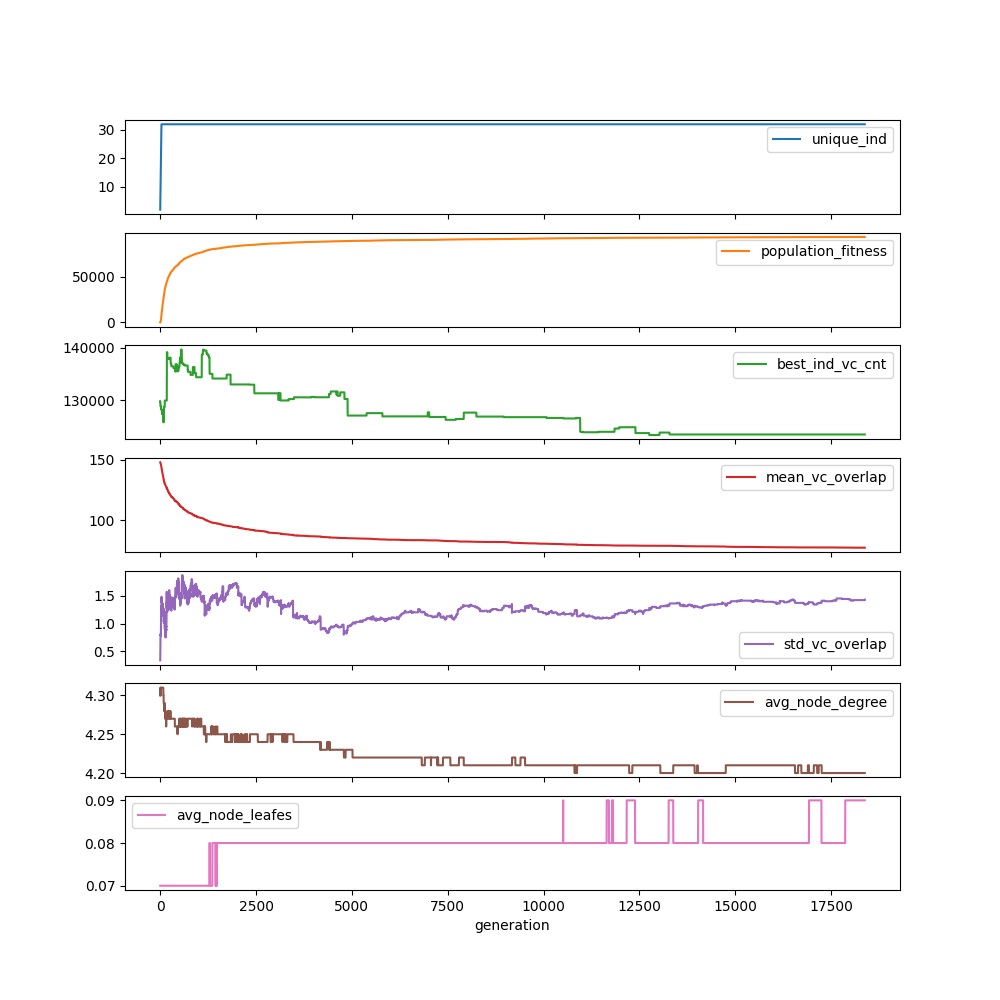 30
20
10
unique_ind
50000
0
population_fitness
140000
130000
best_ind_vc_cnt
150
100
mean_vc_overlap
1.5
1.0
0.5
std_vc_overlap
4.30
4.25
4.20
avg_node_degree
0.09
0.08
0.07
avg_node_leafes
0 2500 5000 7500 10000 12500 15000 17500
generation